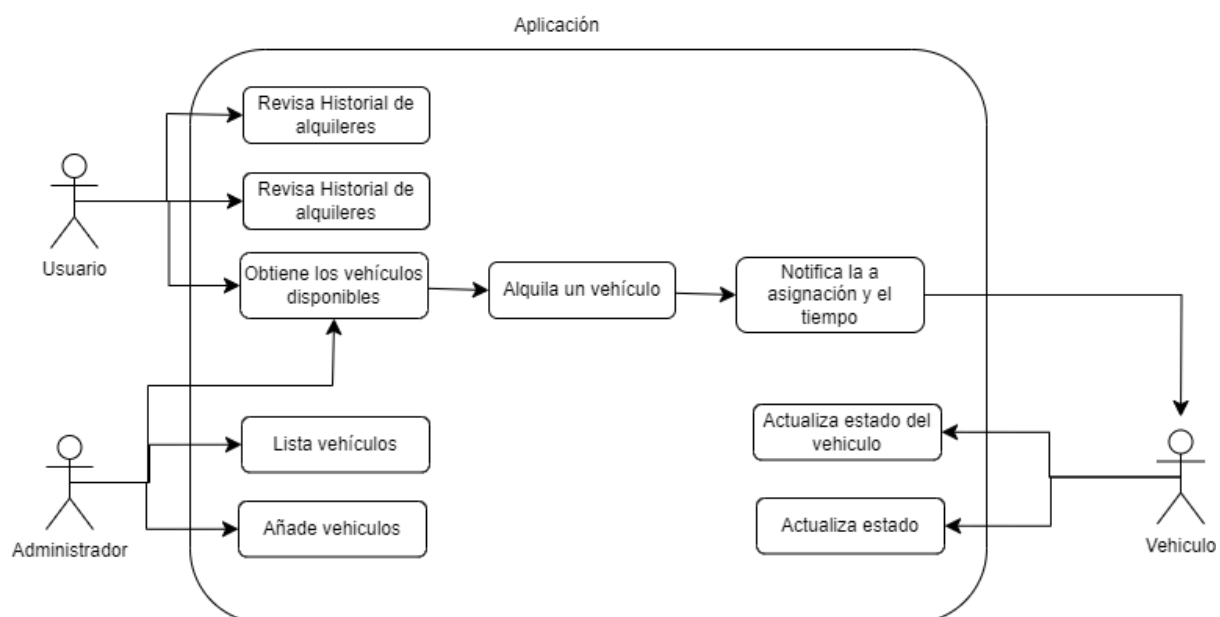 Aplicación
Revisa Historial de
alquileres
Revisa Historial de
alquileres
Usuario
Obtiene los vehículos
disponibles
Alquila un vehículo
Notifica la a
asignación y el
tiempo
Lista vehículos
Añade vehiculos
Administrador
Actualiza estado del
vehiculo
Actualiza estado
Vehiculo